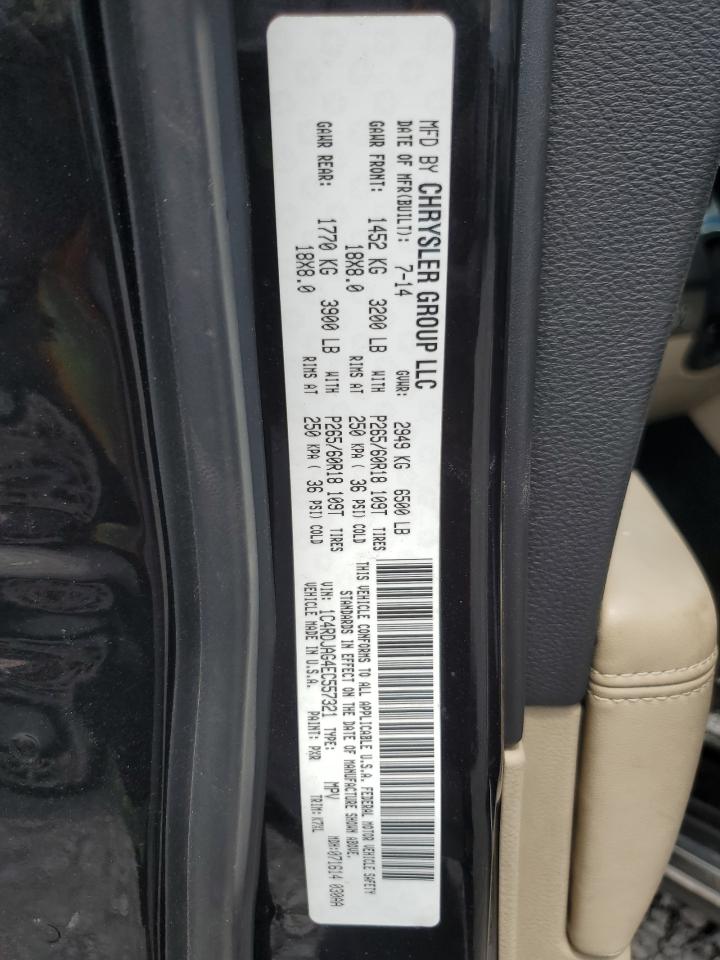 MFD BY CHRYSLER GROUP LLC
DATE OF MFR(BUILT): 7-14 GVWR: 2949 KG 6500 LB
GAWR FRONT: 1452 KG 3200 LB WITH P265/60R18 109T TIRES
18X8.0 RIMS AT 250 KPA ( 36 PSI) COLD
GAWR REAR: 1770 KG 3900 LB WITH P265/60R18 109T TIRES
18X8.0 RIMS AT 250 KPA ( 36 PSI) COLD
THIS VEHICLE CONFORMS TO ALL APPLICABLE U.S.A. FEDERAL MOTOR VEHICLE SAFETY
STANDARDS IN EFFECT ON THE DATE OF MANUFACTURE SHOWN ABOVE.
VIN: 1C4RDJAG4EC557321 TYPE: MPV MDH:071614 030AA
VEHICLE MADE IN U.S.A. PAINT: PXR TRIM: